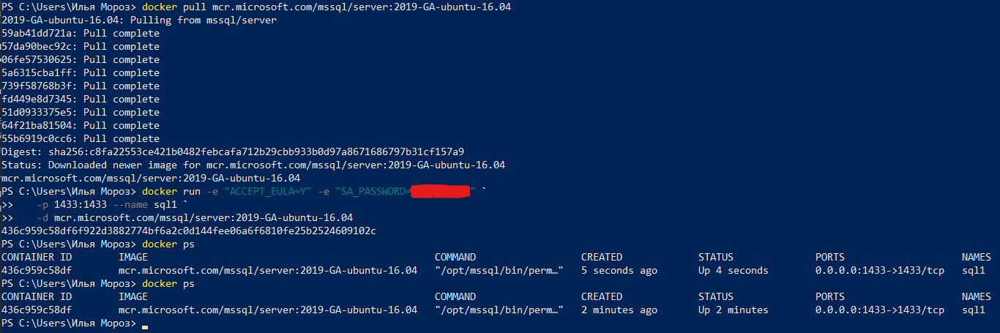 PS C:\Users\Илья Мороз> docker pull mcr.microsoft.com/mssql/server:2019-GA-ubuntu-16.04
2019-GA-ubuntu-16.04: Pulling from mssql/server
59ab41dd721a: Pull complete
57da90bec92c: Pull complete
06fe57530625: Pull complete
5a6315cba1ff: Pull complete
739f58768b3f: Pull complete
fd449e8d7345: Pull complete
51d0933375e5: Pull complete
64f21ba81504: Pull complete
55b6919c0cc6: Pull complete
Digest: sha256:c8fa22553ce421b0482febcafa712b29cbb933b0d97a8671686797b31cf157a9
Status: Downloaded newer image for mcr.microsoft.com/mssql/server:2019-GA-ubuntu-16.04
mcr.microsoft.com/mssql/server:2019-GA-ubuntu-16.04
PS C:\Users\Илья Мороз> docker run -e "ACCEPT_EULA=Y" -e "SA_PASSWORD=" `
>>    -p 1433:1433 --name sql1 `
>>    -d mcr.microsoft.com/mssql/server:2019-GA-ubuntu-16.04
436c959c58df6f922d3882774bf6a2c0d144fee06a6f6810fe25b2524609102c
PS C:\Users\Илья Мороз> docker ps
CONTAINER ID        IMAGE                                                 COMMAND                  CREATED             STATUS              PORTS                    NAMES
436c959c58df        mcr.microsoft.com/mssql/server:2019-GA-ubuntu-16.04   "/opt/mssql/bin/perm…"   5 seconds ago       Up 4 seconds        0.0.0.0:1433->1433/tcp   sql1
PS C:\Users\Илья Мороз> docker ps
CONTAINER ID        IMAGE                                                 COMMAND                  CREATED             STATUS              PORTS                    NAMES
436c959c58df        mcr.microsoft.com/mssql/server:2019-GA-ubuntu-16.04   "/opt/mssql/bin/perm…"   2 minutes ago       Up 2 minutes        0.0.0.0:1433->1433/tcp   sql1
PS C:\Users\Илья Мороз>